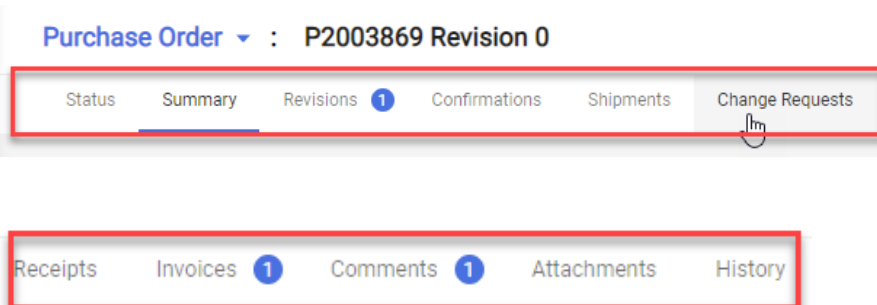 Purchase Order : P2003869 Revision 0
Status Summary Revisions 1 Confirmations Shipments Change Requests
Receipts Invoices 1 Comments 1 Attachments History